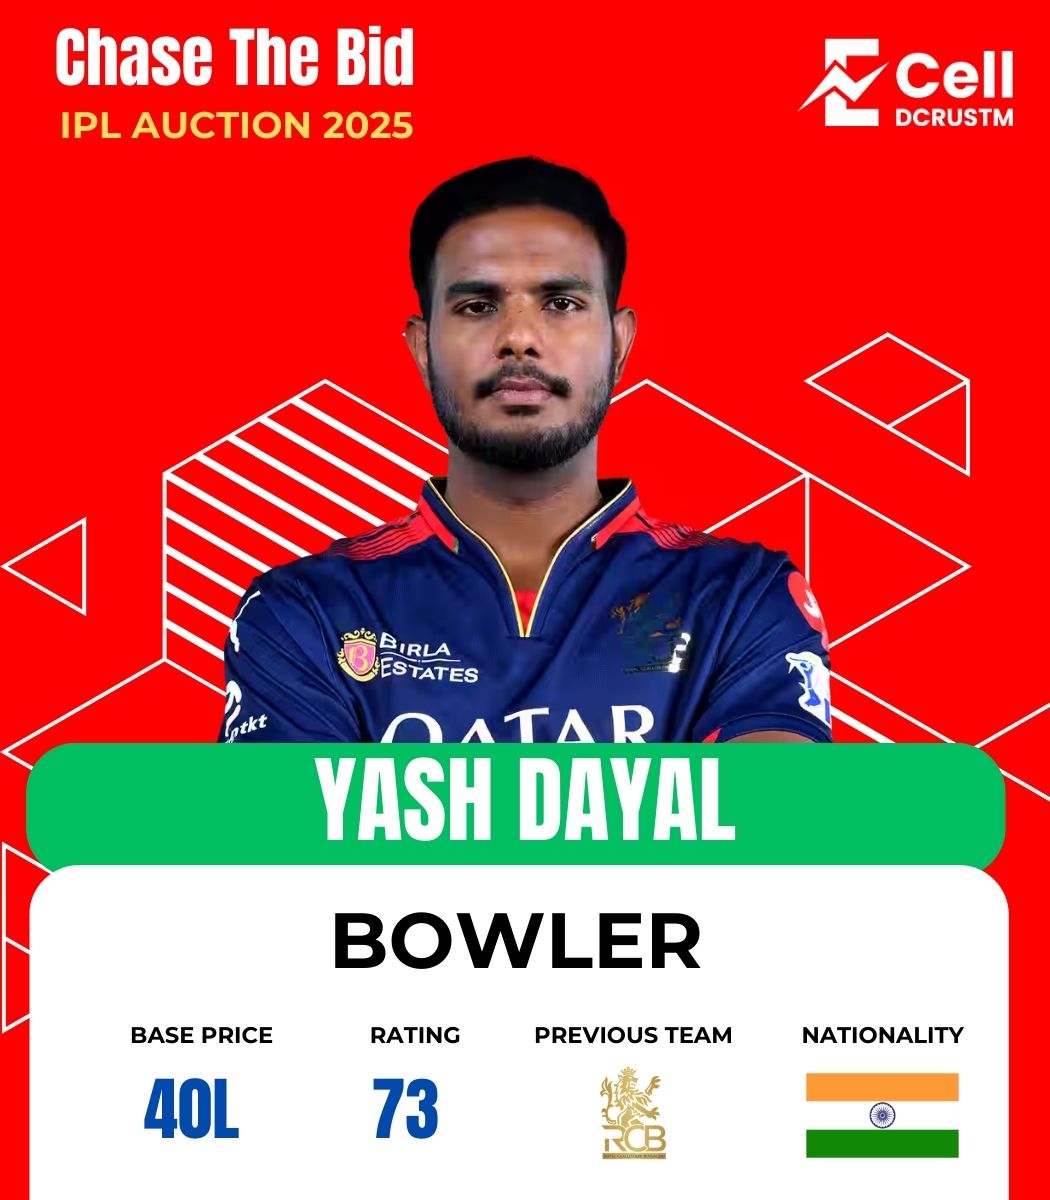 Chase The Bid
IPL AUCTION 2025
Cell
DCRUSTM
BIRLA
ESTATES
QATAR
YASH DAYAL
BOWLER
BASE PRICE
RATING
PREVIOUS TEAM
NATIONALITY
40L
73
RCB